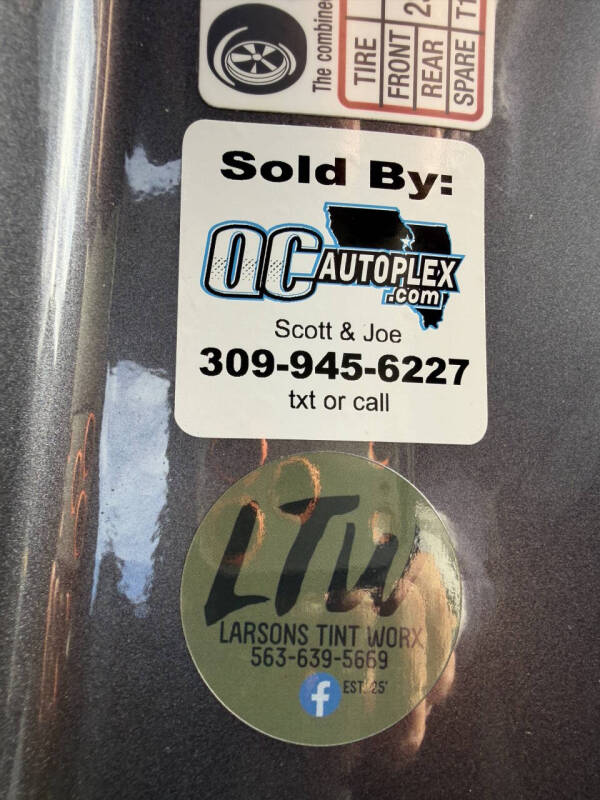 The combined
TIRE
FRONT
REAR
SPARE
Sold By:
QC AUTOPLEX
.com
Scott & Joe
309-945-6227
txt or call
LTW
LARSONS TINT WORX
563-639-5669
f EST. 25'